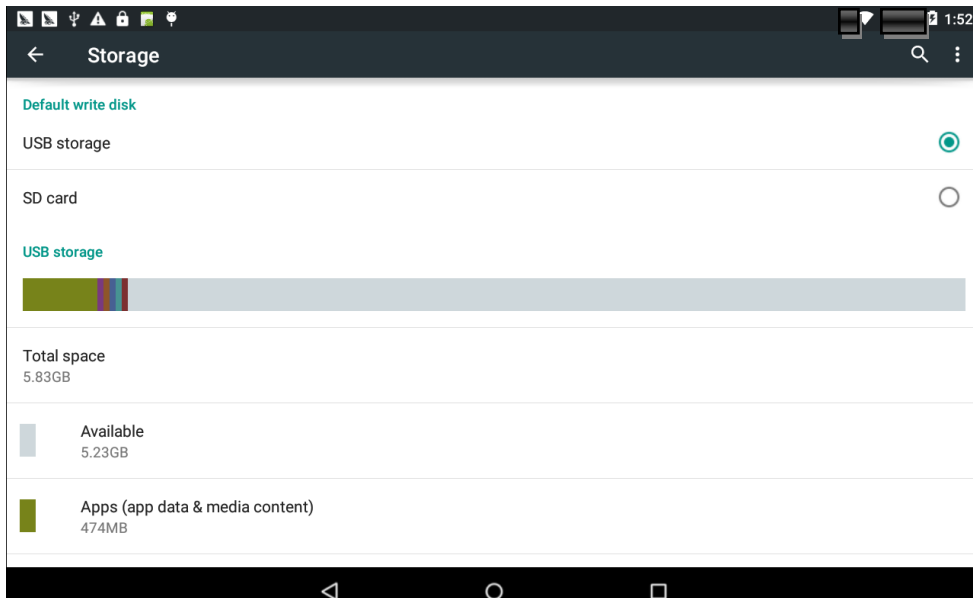 1:52
Storage
Default write disk
USB storage
SD card
USB storage
Total space
5.83GB
Available
5.23GB
Apps (app data & media content)
474MB